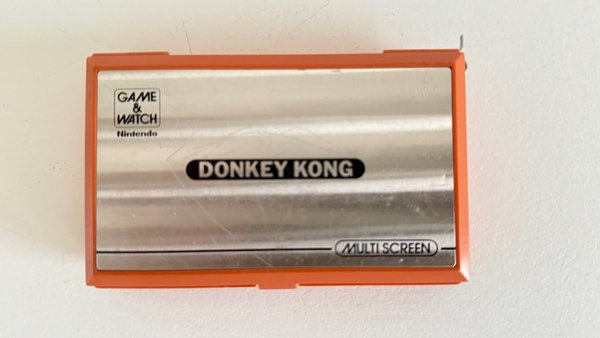 GAME
&
WATCH
Nintendo
DONKEY KONG
MULTI SCREEN